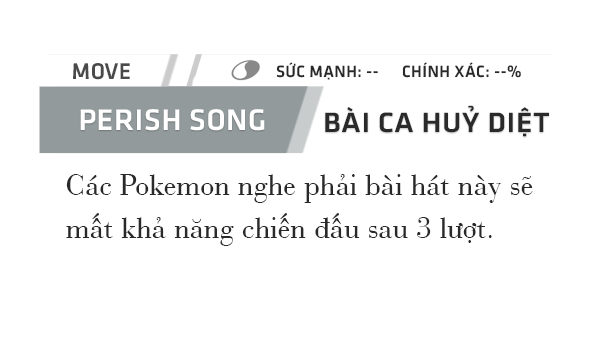 MOVE SỨC MẠNH: -- CHÍNH XÁC: --%
PERISH SONG BÀI CA HUỶ DIỆT
Các Pokemon nghe phải bài hát này sẽ
mất khả năng chiến đấu sau 3 lượt.